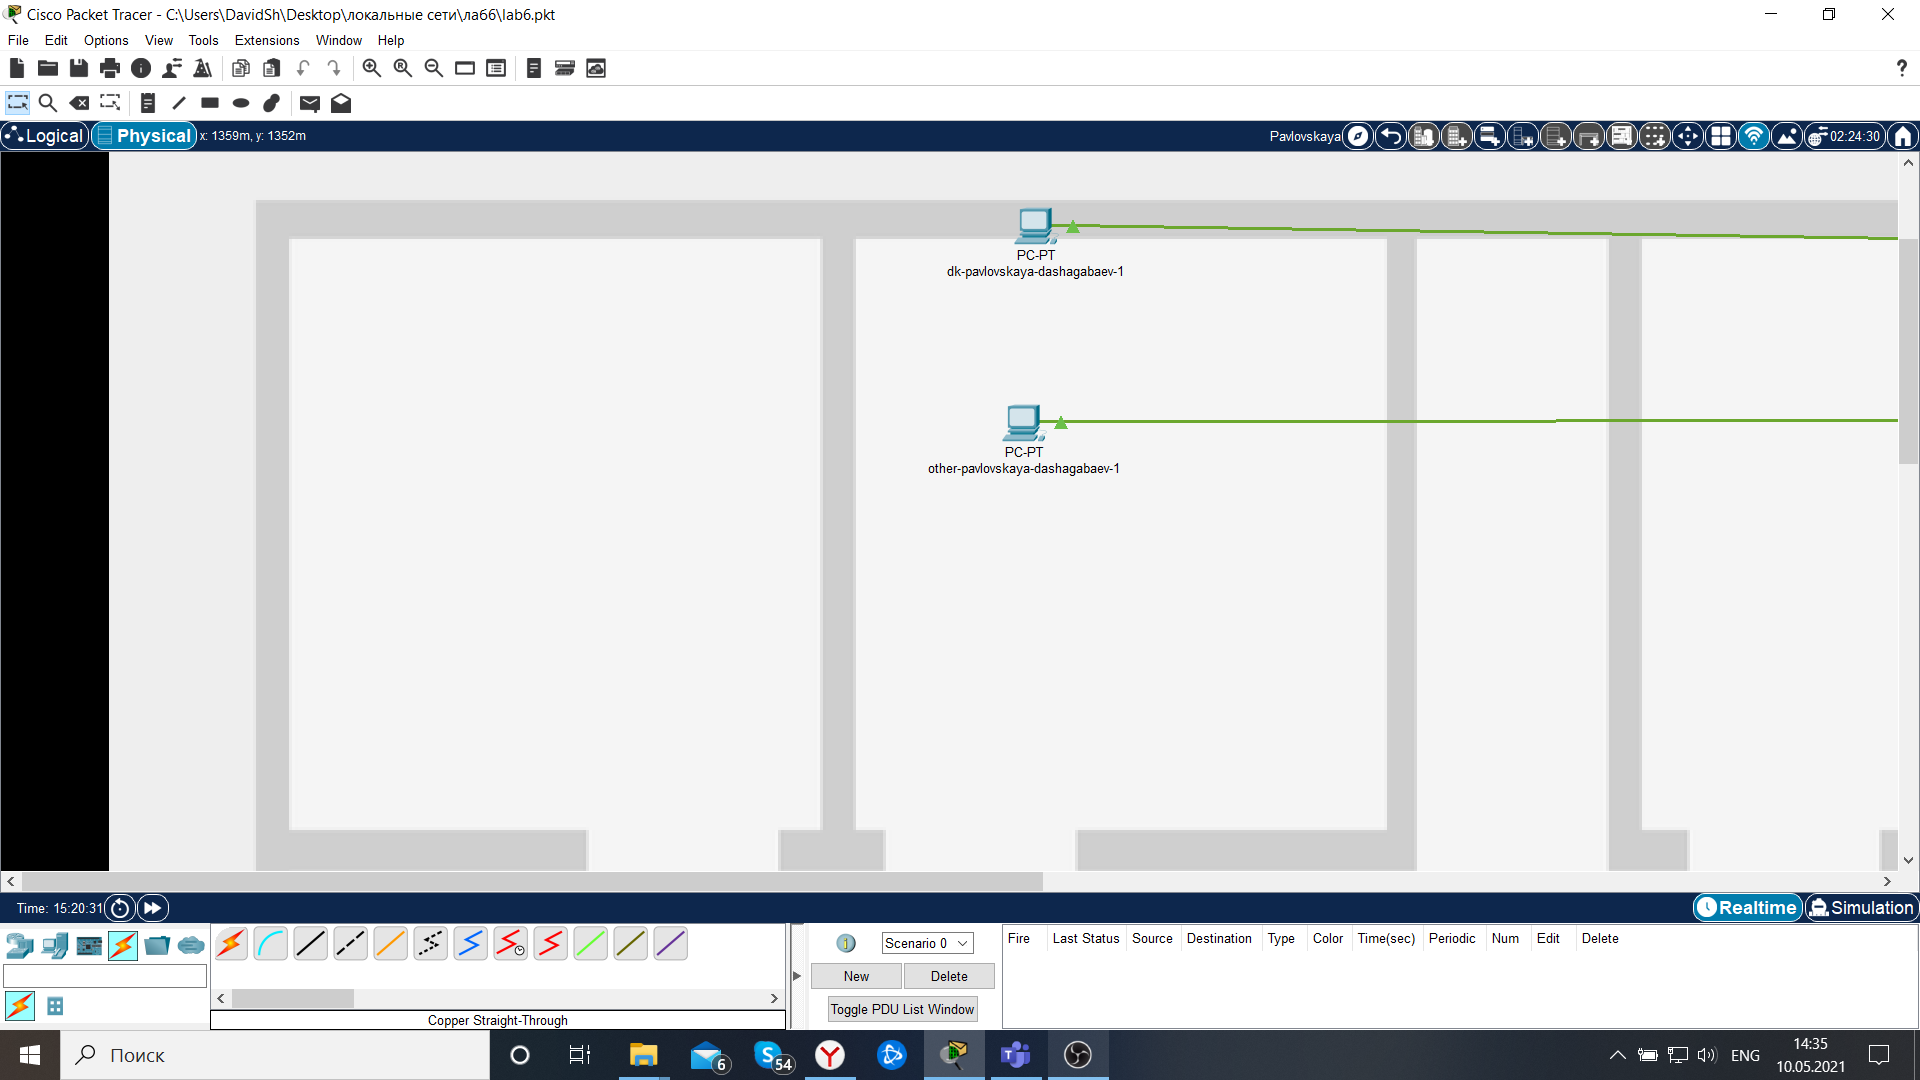 Cisco Packet Tracer - C:\Users\DavidSh\Desktop\локальные сети\лаб6\lab6.pkt
File Edit Options View Tools Extensions Window Help
?
Logical Physical x: 1359m, y: 1352m Pavlovskaya 02:24:30
PC-PT
dk-pavlovskaya-dashagabaev-1
PC-PT
other-pavlovskaya-dashagabaev-1
Time: 15:20:31 Realtime Simulation
Scenario 0 Fire Last Status Source Destination Type Color Time(sec) Periodic Num Edit Delete
New Delete
Toggle PDU List Window
Copper Straight-Through
Поиск 6 54 ENG 14:35
10.05.2021